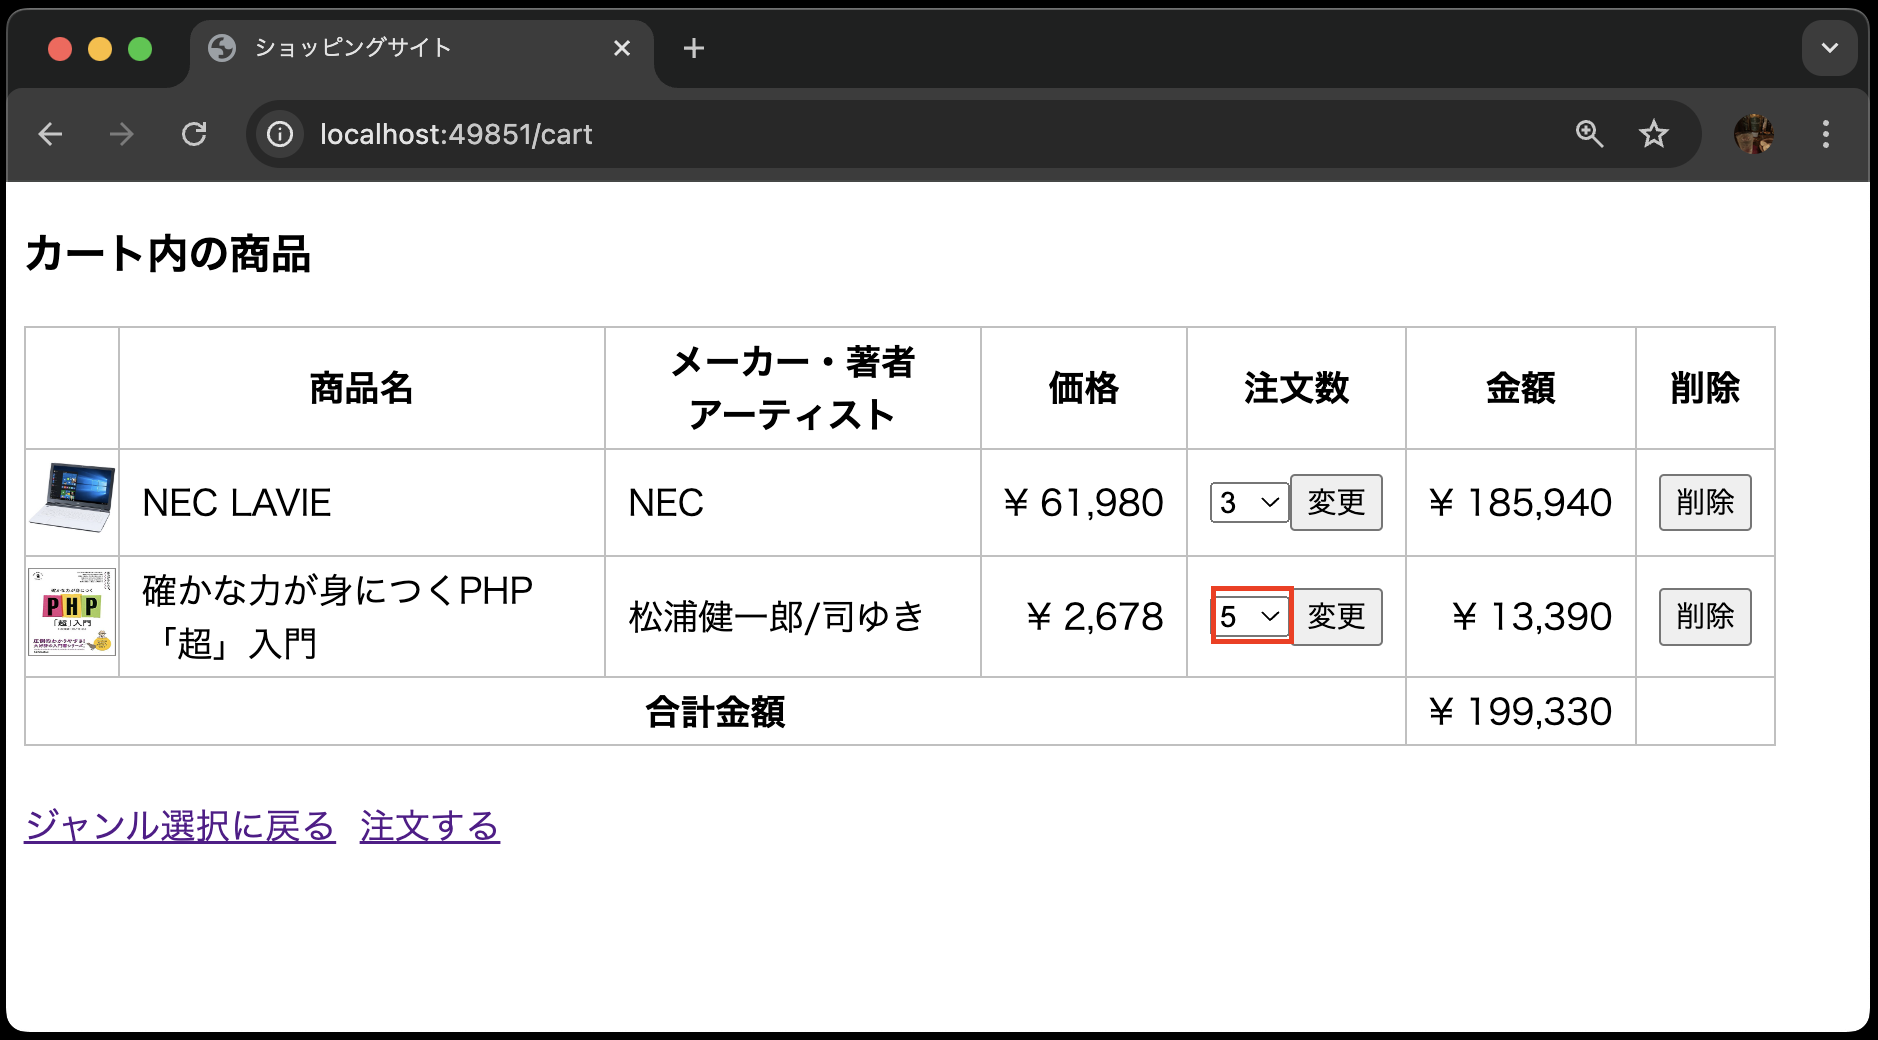 ショッピングサイト
localhost:49851/cart
カート内の商品
商品名
メーカー・著者
アーティスト
価格
注文数
金額
削除
NEC LAVIE
NEC
¥ 61,980
3
変更
¥ 185,940
削除
PHP
「超」入門
確かな力が身につくPHP
「超」入門
松浦健一郎/司ゆき
¥ 2,678
5
変更
¥ 13,390
削除
合計金額
¥ 199,330
ジャンル選択に戻る 注文する